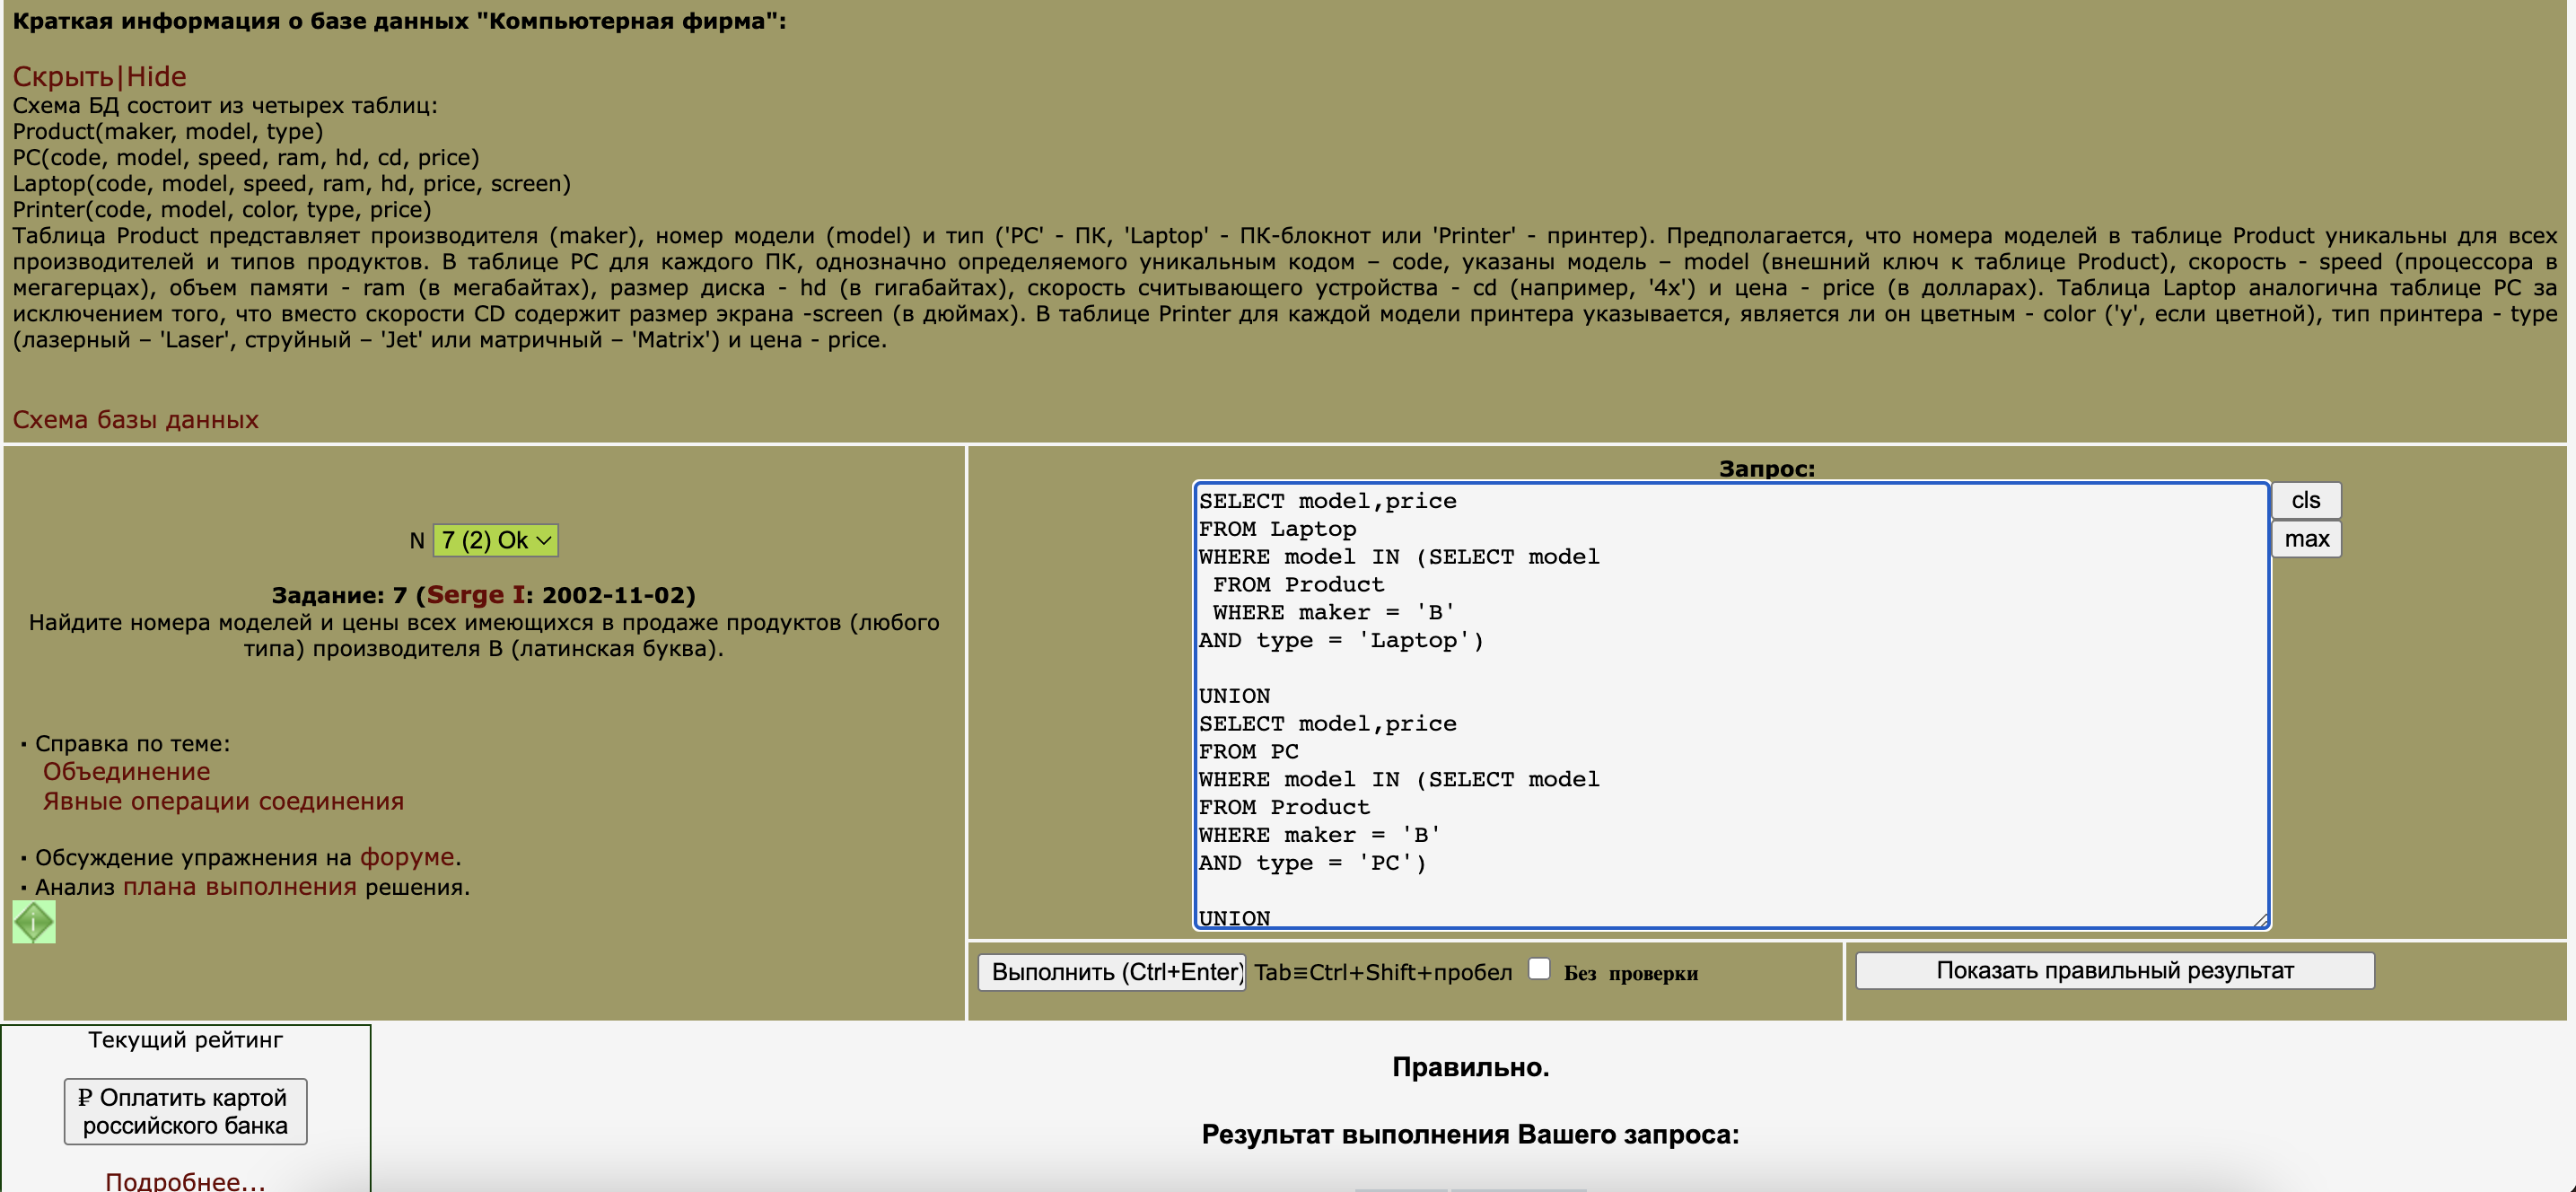 Краткая информация о базе данных "Компьютерная фирма":
Скрыть|Hide
Схема БД состоит из четырех таблиц:
Product(maker, model, type)
PC(code, model, speed, ram, hd, cd, price)
Laptop(code, model, speed, ram, hd, price, screen)
Printer(code, model, color, type, price)
Таблица Product представляет производителя (maker), номер модели (model) и тип ('PC' - ПК, 'Laptop' - ПК-блокнот или 'Printer' - принтер). Предполагается, что номера моделей в таблице Product уникальны для всех
производителей и типов продуктов. В таблице PC для каждого ПК, однозначно определяемого уникальным кодом – code, указаны модель – model (внешний ключ к таблице Product), скорость - speed (процессора в
мегагерцах), объем памяти - ram (в мегабайтах), размер диска - hd (в гигабайтах), скорость считывающего устройства - cd (например, '4x') и цена - price (в долларах). Таблица Laptop аналогична таблице РС за
исключением того, что вместо скорости CD содержит размер экрана -screen (в дюймах). В таблице Printer для каждой модели принтера указывается, является ли он цветным - color ('y', если цветной), тип принтера - type
(лазерный – 'Laser', струйный – 'Jet' или матричный – 'Matrix') и цена - price.
Схема базы данных
N 7 (2) Ok
Задание: 7 (Serge I: 2002-11-02)
Найдите номера моделей и цены всех имеющихся в продаже продуктов (любого
типа) производителя B (латинская буква).
· Справка по теме:
Объединение
Явные операции соединения
· Обсуждение упражнения на форуме.
· Анализ плана выполнения решения.
i
Запрос:
SELECT model,price
FROM Laptop
WHERE model IN (SELECT model
FROM Product
WHERE maker = 'B'
AND type = 'Laptop')
UNION
SELECT model,price
FROM PC
WHERE model IN (SELECT model
FROM Product
WHERE maker = 'B'
AND type = 'PC')
UNION
cls
max
Выполнить (Ctrl+Enter) Tab≡Ctrl+Shift+пробел Без проверки
Показать правильный результат
Текущий рейтинг
₽ Оплатить картой
российского банка
Подробнее...
Правильно.
Результат выполнения Вашего запроса: